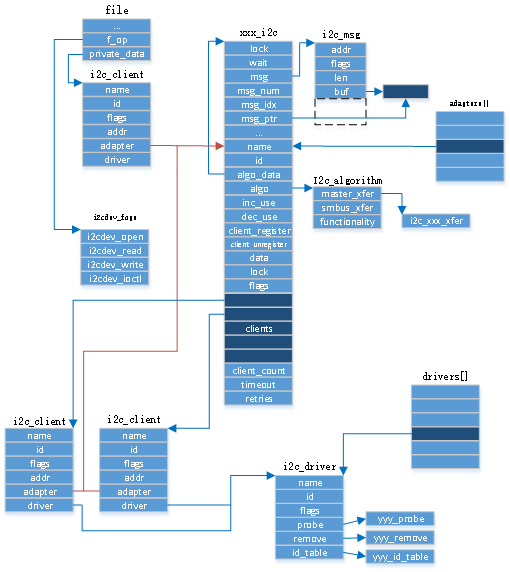 file
...
f_op
private_data
i2c_client
name
id
flags
addr
adapter
driver
i2cdev_fops
i2cdev_open
i2cdev_read
i2cdev_write
i2cdev_ioctl
xxx_i2c
lock
wait
msg
msg_num
msg_idx
msg_ptr
...
name
id
algo_data
algo
inc_use
dec_use
client_register
client_unregister
data
lock
flags
clients
client_count
timeout
retries
i2c_msg
addr
flags
len
buf
adapters[]
I2c_algorithm
master_xfer
smbus_xfer
functionality
i2c_xxx_xfer
i2c_client
name
id
flags
addr
adapter
driver
i2c_client
name
id
flags
addr
adapter
driver
i2c_driver
name
id
flags
probe
remove
id_table
yyy_probe
yyy_remove
yyy_id_table
drivers[]